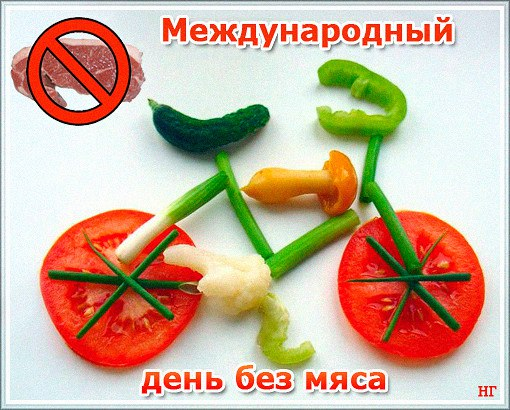 Международный
день без мяса
НГ